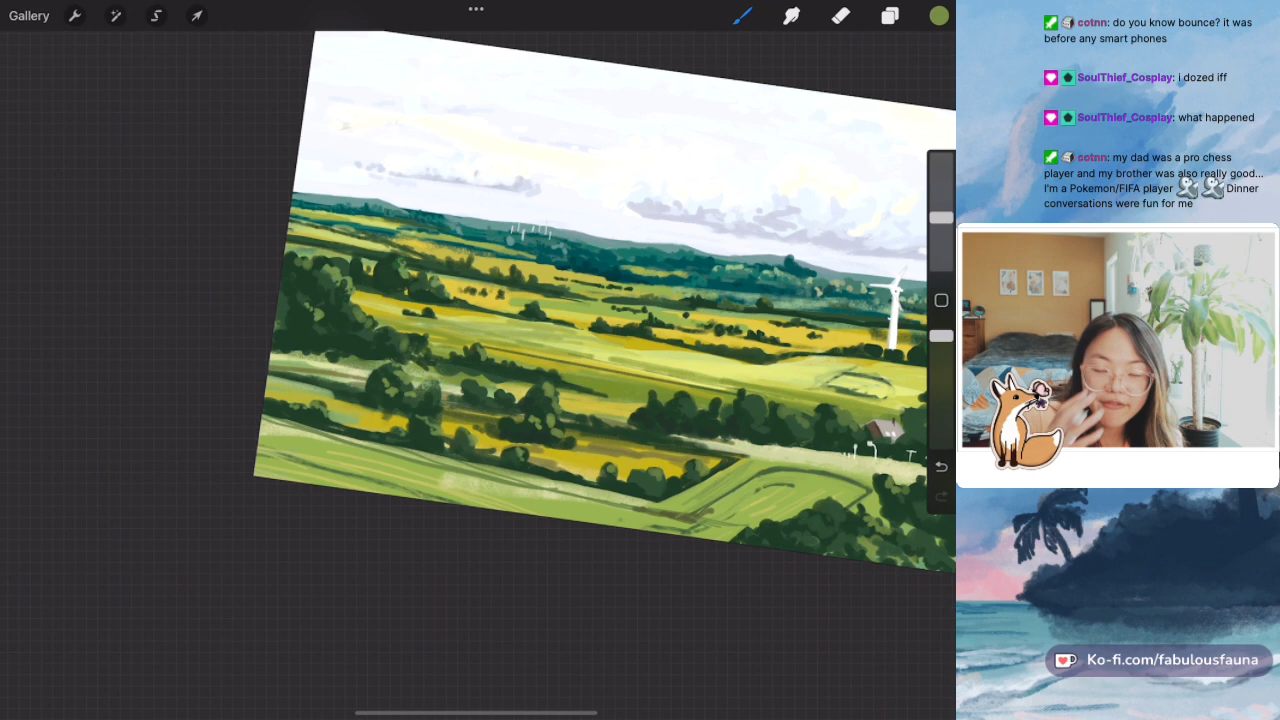 Gallery
cotnn: do you know bounce? it was
before any smart phones
SoulThief_Cosplay: i dozed iff
SoulThief_Cosplay: what happened
cotnn: my dad was a pro chess
player and my brother was also really good...
I'm a Pokemon/FIFA player Dinner
conversations were fun for me
Ko-fi.com/fabulousfauna